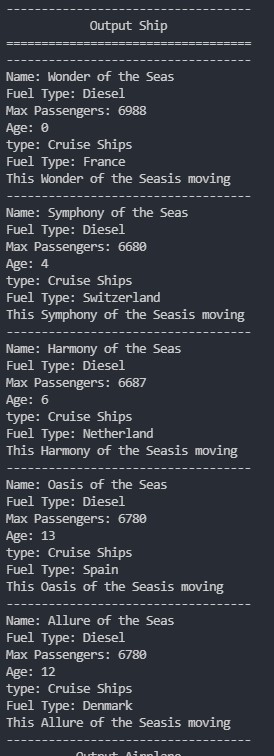 -----------------------------------
Output Ship
===================================
-----------------------------------
Name: Wonder of the Seas
Fuel Type: Diesel
Max Passengers: 6988
Age: 0
type: Cruise Ships
Fuel Type: France
This Wonder of the Seasis moving
-----------------------------------
Name: Symphony of the Seas
Fuel Type: Diesel
Max Passengers: 6680
Age: 4
type: Cruise Ships
Fuel Type: Switzerland
This Symphony of the Seasis moving
-----------------------------------
Name: Harmony of the Seas
Fuel Type: Diesel
Max Passengers: 6687
Age: 6
type: Cruise Ships
Fuel Type: Netherland
This Harmony of the Seasis moving
-----------------------------------
Name: Oasis of the Seas
Fuel Type: Diesel
Max Passengers: 6780
Age: 13
type: Cruise Ships
Fuel Type: Spain
This Oasis of the Seasis moving
-----------------------------------
Name: Allure of the Seas
Fuel Type: Diesel
Max Passengers: 6780
Age: 12
type: Cruise Ships
Fuel Type: Denmark
This Allure of the Seasis moving
-----------------------------------
Output Airplane